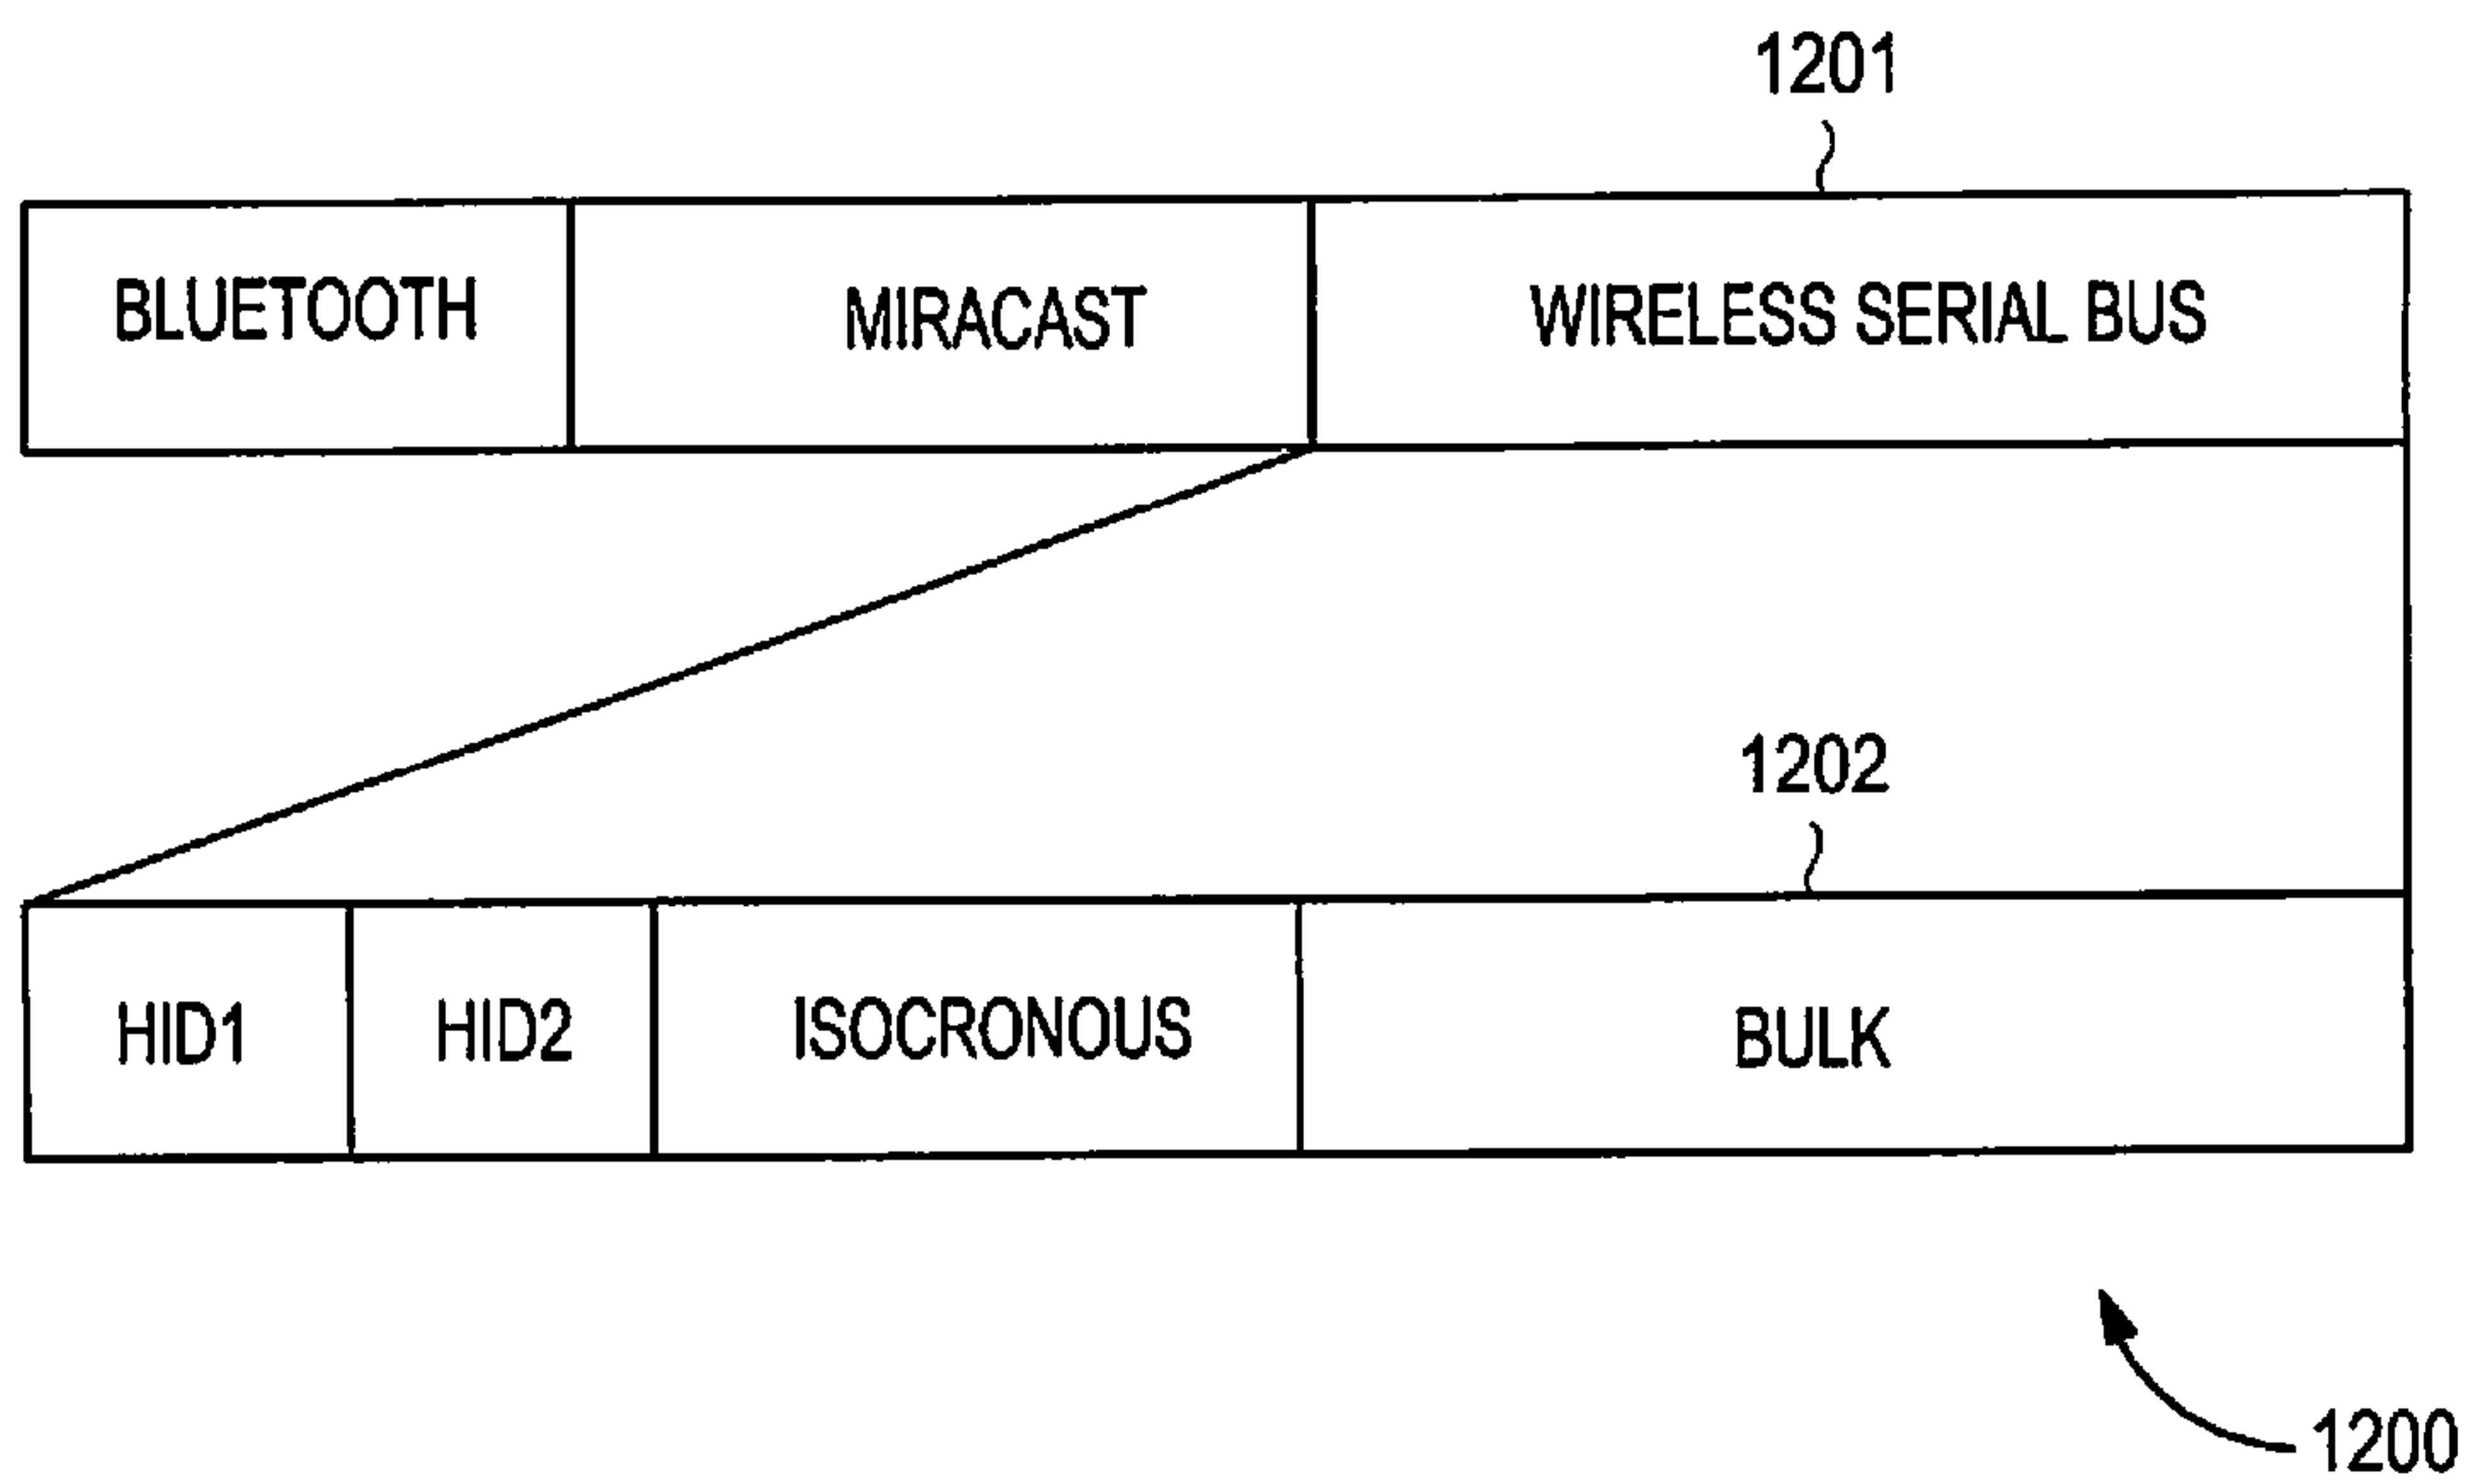 1201
BLUETOOTH MIRACAST WIRELESS SERIAL BUS
1202
HID1 HID2 ISOCRONOUS BULK
1200